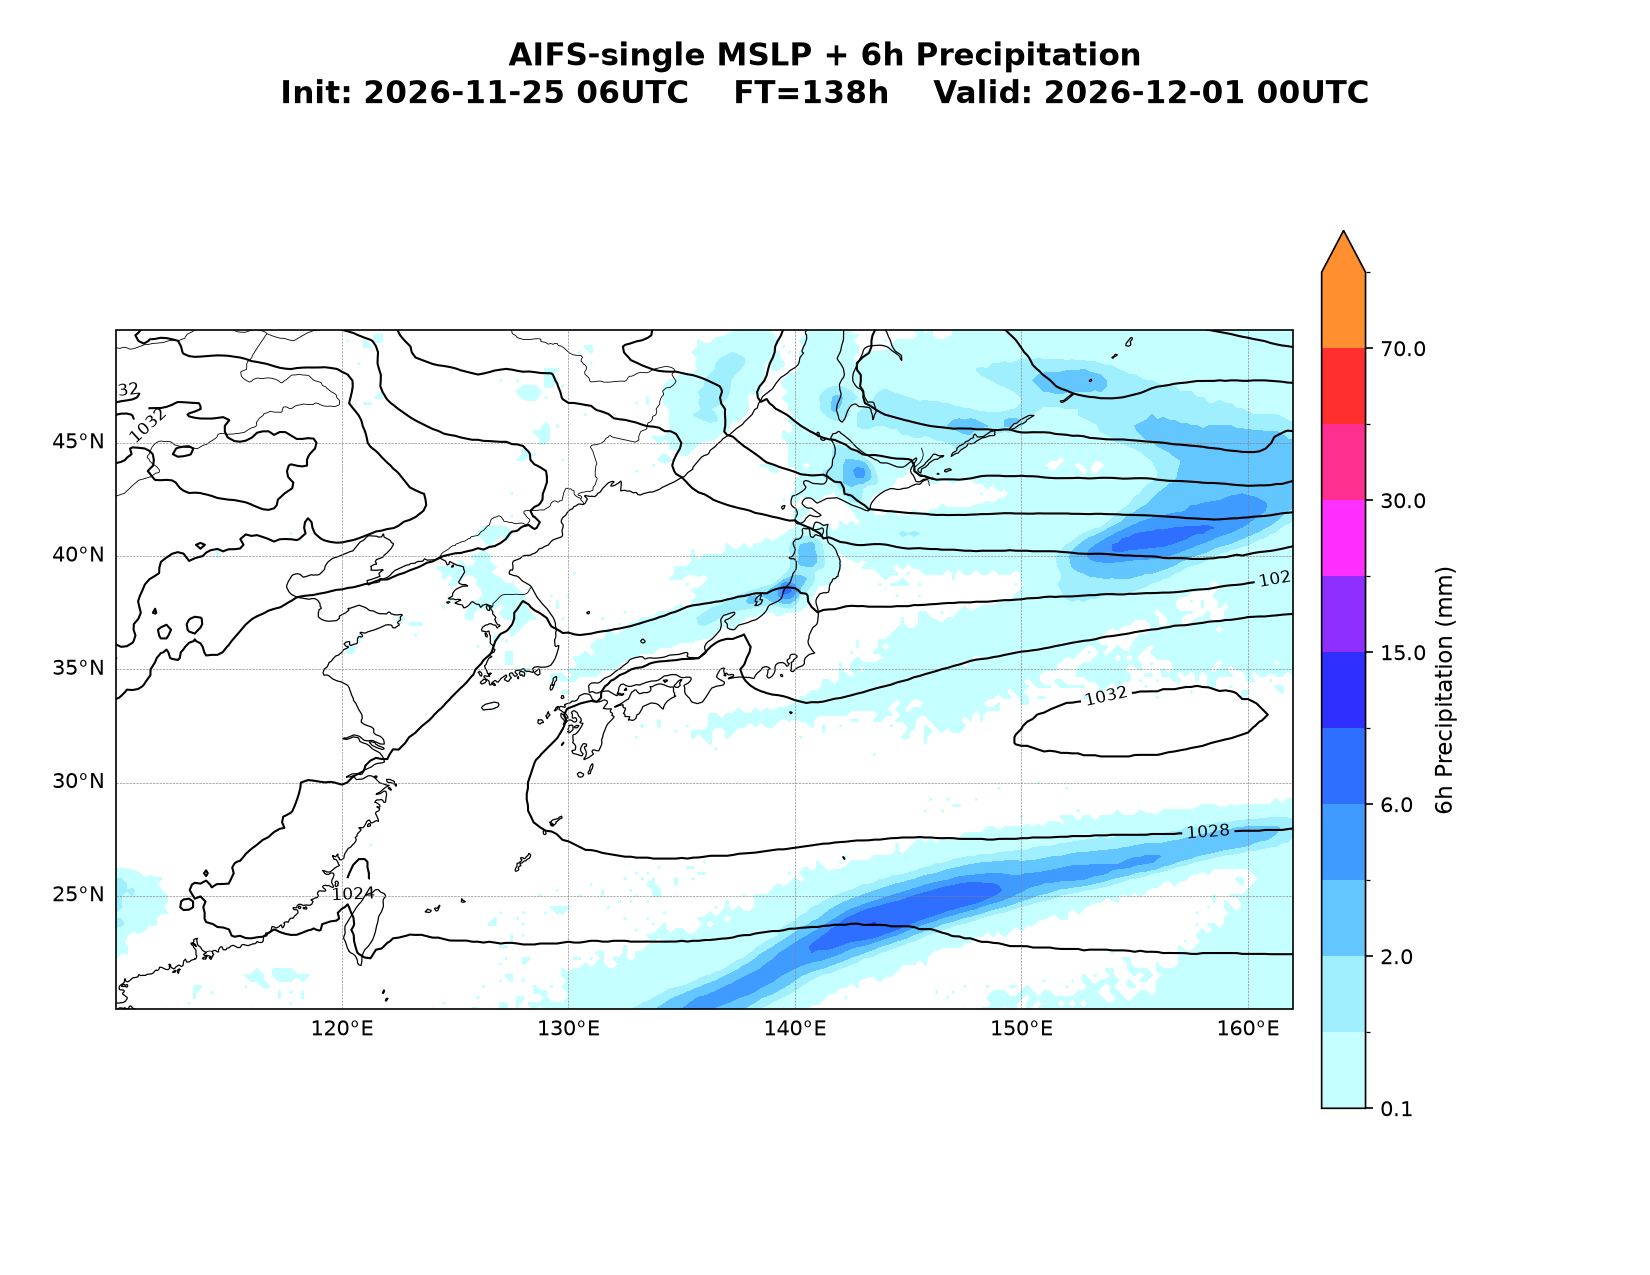 AIFS-single MSLP + 6h Precipitation
Init: 2026-11-25 06UTC    FT=138h    Valid: 2026-12-01 00UTC
32
1032
102
1032
1028
1024
45°N
40°N
35°N
30°N
25°N
120°E
130°E
140°E
150°E
160°E
70.0
30.0
15.0
6.0
2.0
0.1
6h Precipitation (mm)